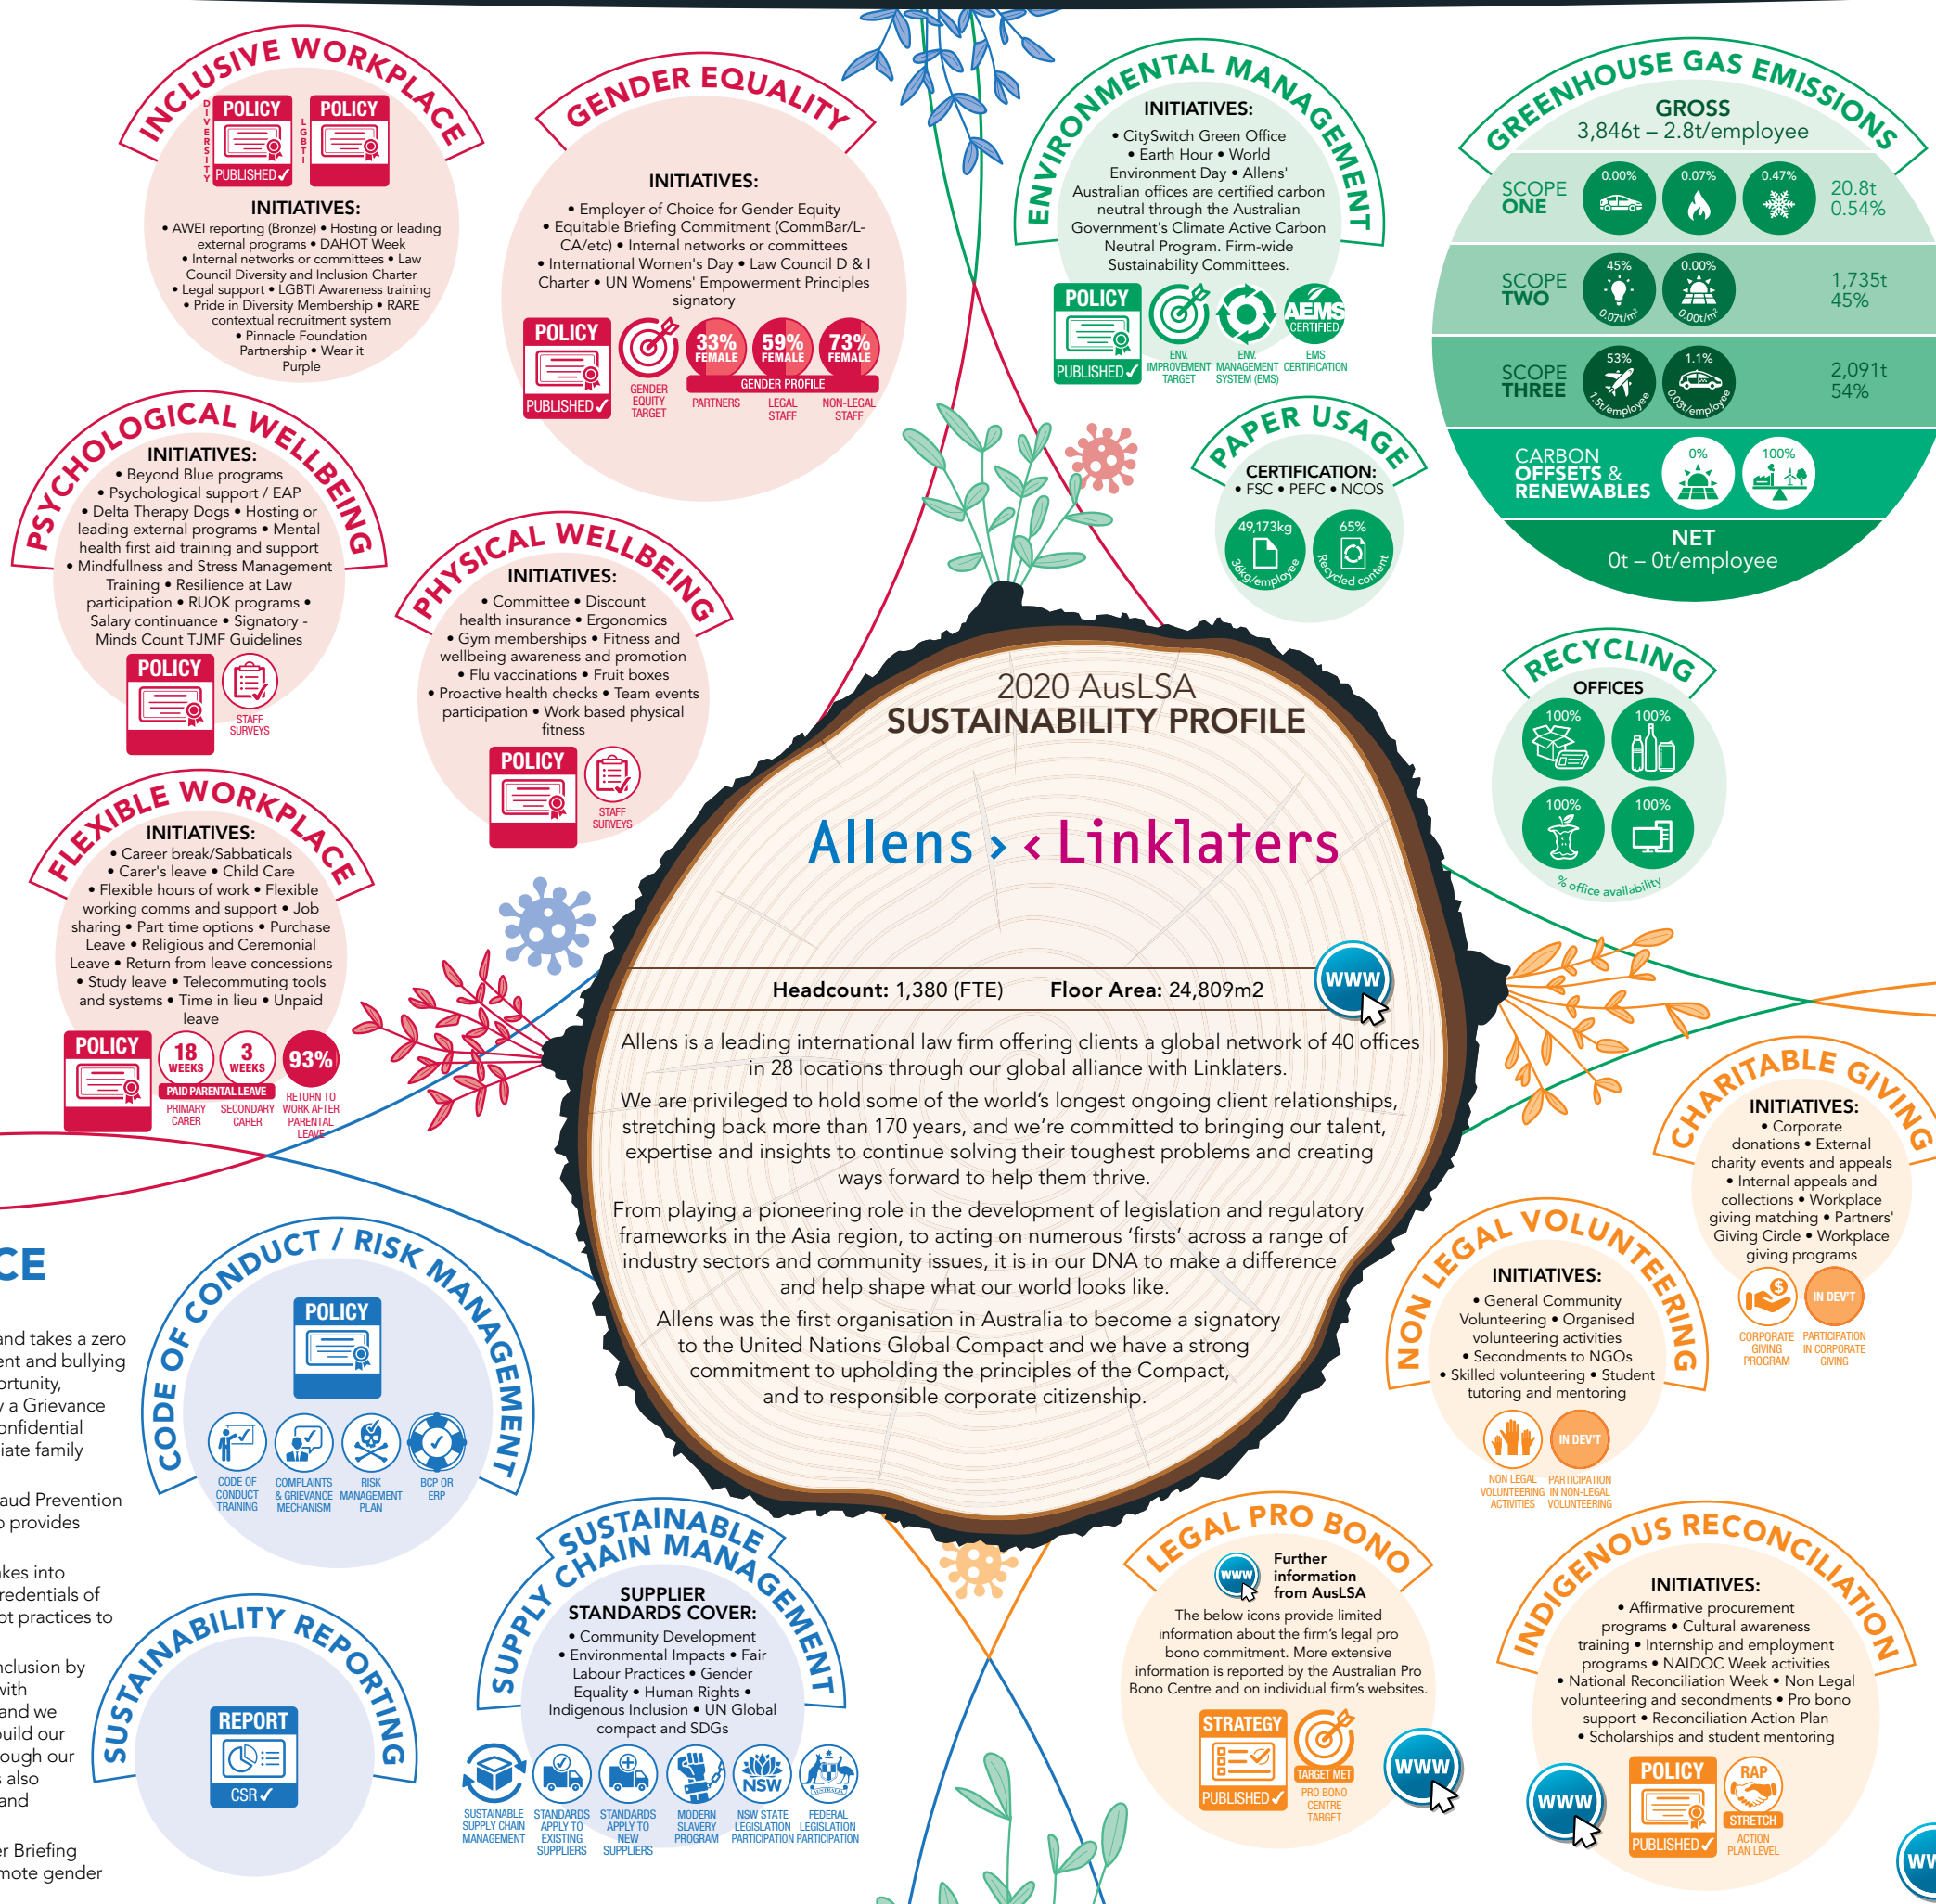 INCLUSIVE WORKPLACE
DIVERSITY
POLICY
PUBLISHED ✓
LGBTI
POLICY
INITIATIVES:
• AWEI reporting (Bronze) • Hosting or leading
external programs • DAHOT Week
• Internal networks or committees • Law
Council Diversity and Inclusion Charter
• Legal support • LGBTI Awareness training
• Pride in Diversity Membership • RARE
contextual recruitment system
• Pinnacle Foundation
Partnership • Wear it
Purple
GENDER EQUALITY
INITIATIVES:
• Employer of Choice for Gender Equity
• Equitable Briefing Commitment (CommBar/L-
CA/etc) • Internal networks or committees
• International Women's Day • Law Council D & I
Charter • UN Womens' Empowerment Principles
signatory
POLICY
PUBLISHED ✓
GENDER
EQUITY
TARGET
33%
FEMALE
59%
FEMALE
73%
FEMALE
GENDER PROFILE
PARTNERS
LEGAL
STAFF
NON-LEGAL
STAFF
ENVIRONMENTAL MANAGEMENT
INITIATIVES:
• CitySwitch Green Office
• Earth Hour • World
Environment Day • Allens'
Australian offices are certified carbon
neutral through the Australian
Government's Climate Active Carbon
Neutral Program. Firm-wide
Sustainability Committees.
POLICY
PUBLISHED ✓
ENV.
IMPROVEMENT
TARGET
ENV.
MANAGEMENT
SYSTEM (EMS)
AEMS
CERTIFIED
EMS
CERTIFICATION
GREENHOUSE GAS EMISSIONS
GROSS
3,846t – 2.8t/employee
SCOPE
ONE
0.00%
0.07%
0.47%
20.8t
0.54%
SCOPE
TWO
45%
0.07t/m²
0.00%
0.00t/m²
1,735t
45%
SCOPE
THREE
53%
1.5t/employee
1.1%
0.03t/employee
2,091t
54%
CARBON
OFFSETS &
RENEWABLES
0%
100%
NET
0t – 0t/employee
PAPER USAGE
CERTIFICATION:
• FSC • PEFC • NCOS
49,173kg
36kg/employee
65%
Recycled content
RECYCLING
OFFICES
100%
100%
100%
100%
% office availability
PSYCHOLOGICAL WELLBEING
INITIATIVES:
• Beyond Blue programs
• Psychological support / EAP
• Delta Therapy Dogs • Hosting or
leading external programs • Mental
health first aid training and support
• Mindfullness and Stress Management
Training • Resilience at Law
participation • RUOK programs •
Salary continuance • Signatory -
Minds Count TJMF Guidelines
POLICY
STAFF
SURVEYS
PHYSICAL WELLBEING
INITIATIVES:
• Committee • Discount
health insurance • Ergonomics
• Gym memberships • Fitness and
wellbeing awareness and promotion
• Flu vaccinations • Fruit boxes
• Proactive health checks • Team events
participation • Work based physical
fitness
POLICY
STAFF
SURVEYS
FLEXIBLE WORKPLACE
INITIATIVES:
• Career break/Sabbaticals
• Carer's leave • Child Care
• Flexible hours of work • Flexible
working comms and support • Job
sharing • Part time options • Purchase
Leave • Religious and Ceremonial
Leave • Return from leave concessions
• Study leave • Telecommuting tools
and systems • Time in lieu • Unpaid
leave
POLICY
18
WEEKS
3
WEEKS
PAID PARENTAL LEAVE
PRIMARY
CARER
SECONDARY
CARER
93%
RETURN TO
WORK AFTER
PARENTAL
LEAVE
2020 AusLSA
SUSTAINABILITY PROFILE
Allens > < Linklaters
Headcount: 1,380 (FTE) Floor Area: 24,809m2
WWW
Allens is a leading international law firm offering clients a global network of 40 offices
in 28 locations through our global alliance with Linklaters.
We are privileged to hold some of the world's longest ongoing client relationships,
stretching back more than 170 years, and we're committed to bringing our talent,
expertise and insights to continue solving their toughest problems and creating
ways forward to help them thrive.
From playing a pioneering role in the development of legislation and regulatory
frameworks in the Asia region, to acting on numerous 'firsts' across a range of
industry sectors and community issues, it is in our DNA to make a difference
and help shape what our world looks like.
Allens was the first organisation in Australia to become a signatory
to the United Nations Global Compact and we have a strong
commitment to upholding the principles of the Compact,
and to responsible corporate citizenship.
CHARITABLE GIVING
INITIATIVES:
• Corporate
donations • External
charity events and appeals
• Internal appeals and
collections • Workplace
giving matching • Partners'
Giving Circle • Workplace
giving programs
CORPORATE
GIVING
PROGRAM
IN DEV'T
PARTICIPATION
IN CORPORATE
GIVING
NON LEGAL VOLUNTEERING
INITIATIVES:
• General Community
Volunteering • Organised
volunteering activities
• Secondments to NGOs
• Skilled volunteering • Student
tutoring and mentoring
NON LEGAL
VOLUNTEERING
ACTIVITIES
IN DEV'T
PARTICIPATION
IN NON-LEGAL
VOLUNTEERING
CE
and takes a zero
ent and bullying
ortunity,
y a Grievance
onfidential
iate family
aud Prevention
o provides
akes into
redentials of
pt practices to
nclusion by
with
and we
ouild our
rough our
s also
and
er Briefing
mote gender
CODE OF CONDUCT / RISK MANAGEMENT
POLICY
CODE OF
CONDUCT
TRAINING
COMPLAINTS
& GRIEVANCE
MECHANISM
RISK
MANAGEMENT
PLAN
BCP OR
ERP
SUSTAINABILITY REPORTING
REPORT
CSR ✓
SUSTAINABLE
SUPPLY CHAIN MANAGEMENT
SUPPLIER
STANDARDS COVER:
• Community Development
• Environmental Impacts • Fair
Labour Practices • Gender
Equality • Human Rights •
Indigenous Inclusion • UN Global
compact and SDGs
SUSTAINABLE
SUPPLY CHAIN
MANAGEMENT
STANDARDS
APPLY TO
EXISTING
SUPPLIERS
STANDARDS
APPLY TO
NEW
SUPPLIERS
MODERN
SLAVERY
PROGRAM
NSW
NSW STATE
LEGISLATION
PARTICIPATION
AUSTRALIA
FEDERAL
LEGISLATION
PARTICIPATION
LEGAL PRO BONO
WWW
Further
information
from AusLSA
The below icons provide limited
information about the firm's legal pro
bono commitment. More extensive
information is reported by the Australian Pro
Bono Centre and on individual firm's websites.
STRATEGY
PUBLISHED ✓
TARGET MET
PRO BONO
CENTRE
TARGET
WWW
INDIGENOUS RECONCILIATION
INITIATIVES:
• Affirmative procurement
programs • Cultural awareness
training • Internship and employment
programs • NAIDOC Week activities
• National Reconciliation Week • Non Legal
volunteering and secondments • Pro bono
support • Reconciliation Action Plan
• Scholarships and student mentoring
WWW
POLICY
PUBLISHED ✓
RAP
STRETCH
ACTION
PLAN LEVEL